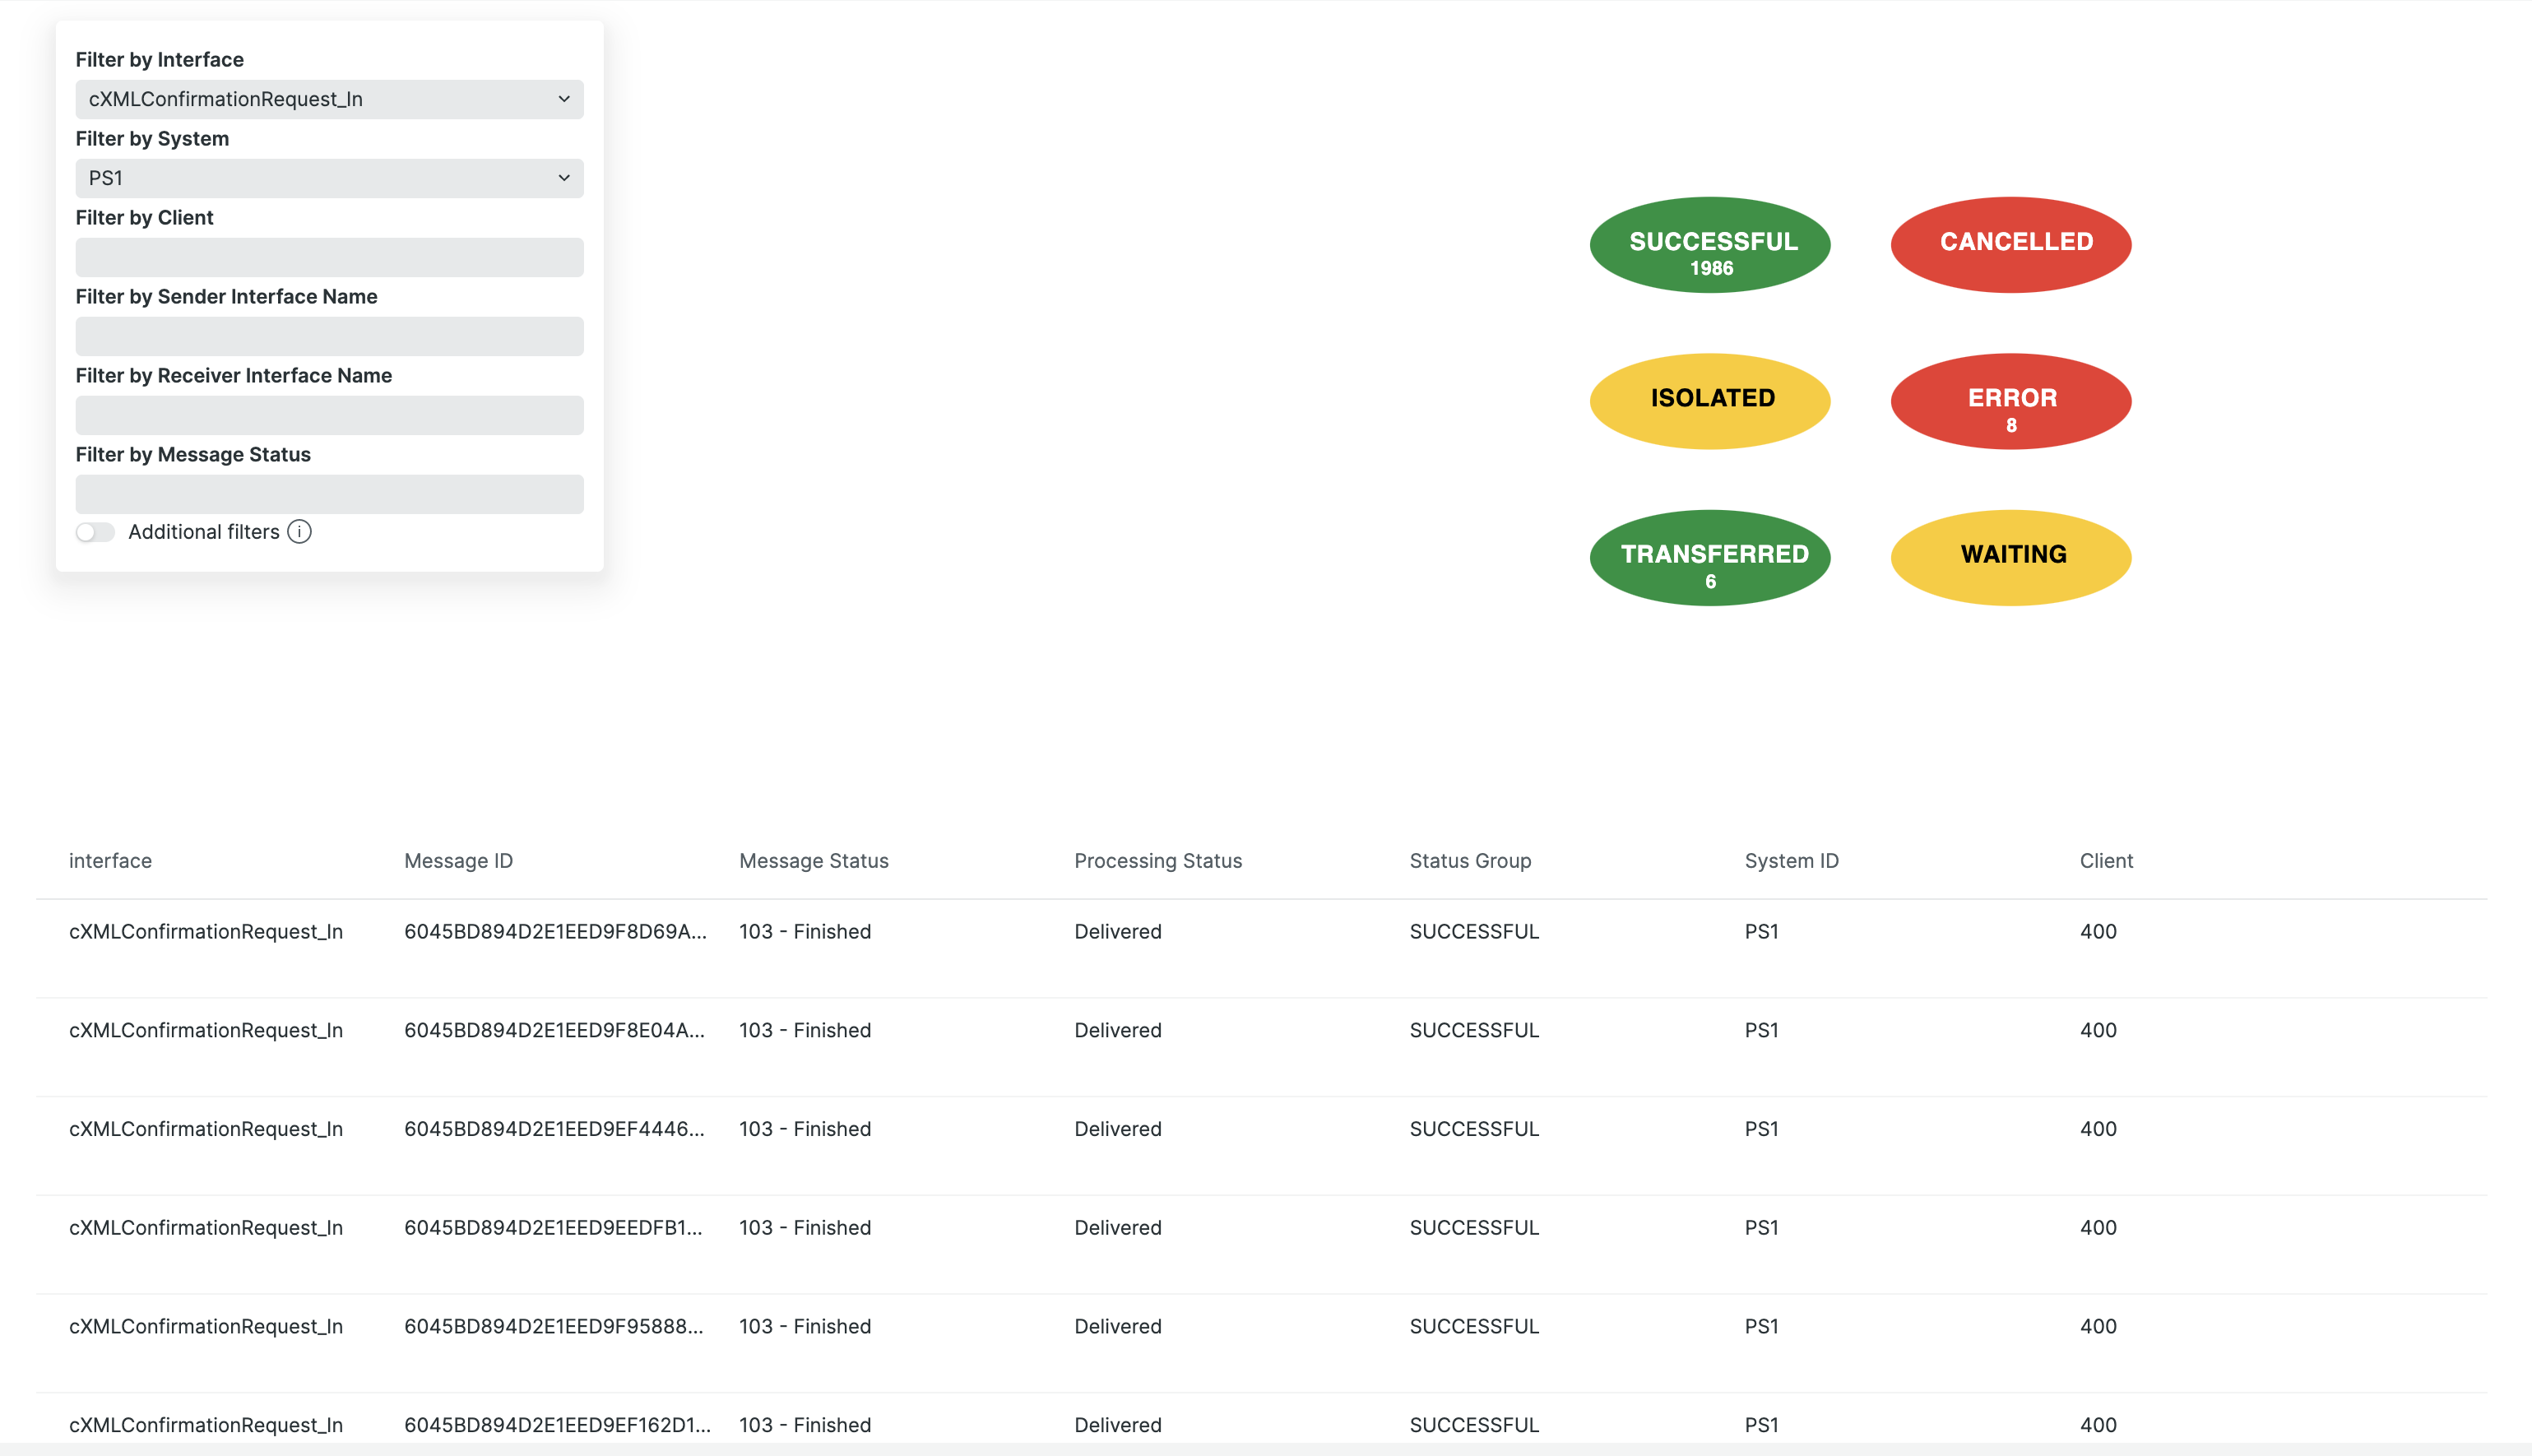 Filter by Interface
cXMLConfirmationRequest_In
Filter by System
PS1
Filter by Client
Filter by Sender Interface Name
Filter by Receiver Interface Name
Filter by Message Status
Additional filters i
SUCCESSFUL
1986
CANCELLED
ISOLATED
ERROR
8
TRANSFERRED
6
WAITING
interface Message ID Message Status Processing Status Status Group System ID Client
cXMLConfirmationRequest_In 6045BD894D2E1EED9F8D69A... 103 - Finished Delivered SUCCESSFUL PS1 400
cXMLConfirmationRequest_In 6045BD894D2E1EED9F8E04A... 103 - Finished Delivered SUCCESSFUL PS1 400
cXMLConfirmationRequest_In 6045BD894D2E1EED9EF4446... 103 - Finished Delivered SUCCESSFUL PS1 400
cXMLConfirmationRequest_In 6045BD894D2E1EED9EEDFB1... 103 - Finished Delivered SUCCESSFUL PS1 400
cXMLConfirmationRequest_In 6045BD894D2E1EED9F95888... 103 - Finished Delivered SUCCESSFUL PS1 400
cXMLConfirmationRequest_In 6045BD894D2E1EED9EF162D1... 103 - Finished Delivered SUCCESSFUL PS1 400